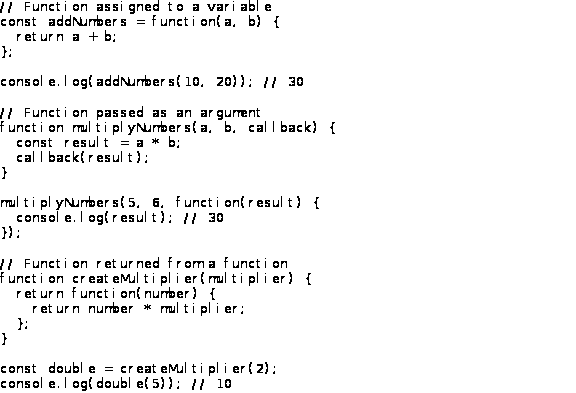 // Function assigned to a variable
const addNumbers = function(a, b) {
  return a + b;
};

console.log(addNumbers(10, 20)); // 30

// Function passed as an argument
function multiplyNumbers(a, b, callback) {
  const result = a * b;
  callback(result);
}

multiplyNumbers(5, 6, function(result) {
  console.log(result); // 30
});

// Function returned from a function
function createMultiplier(multiplier) {
  return function(number) {
    return number * multiplier;
  };
}

const double = createMultiplier(2);
console.log(double(5)); // 10